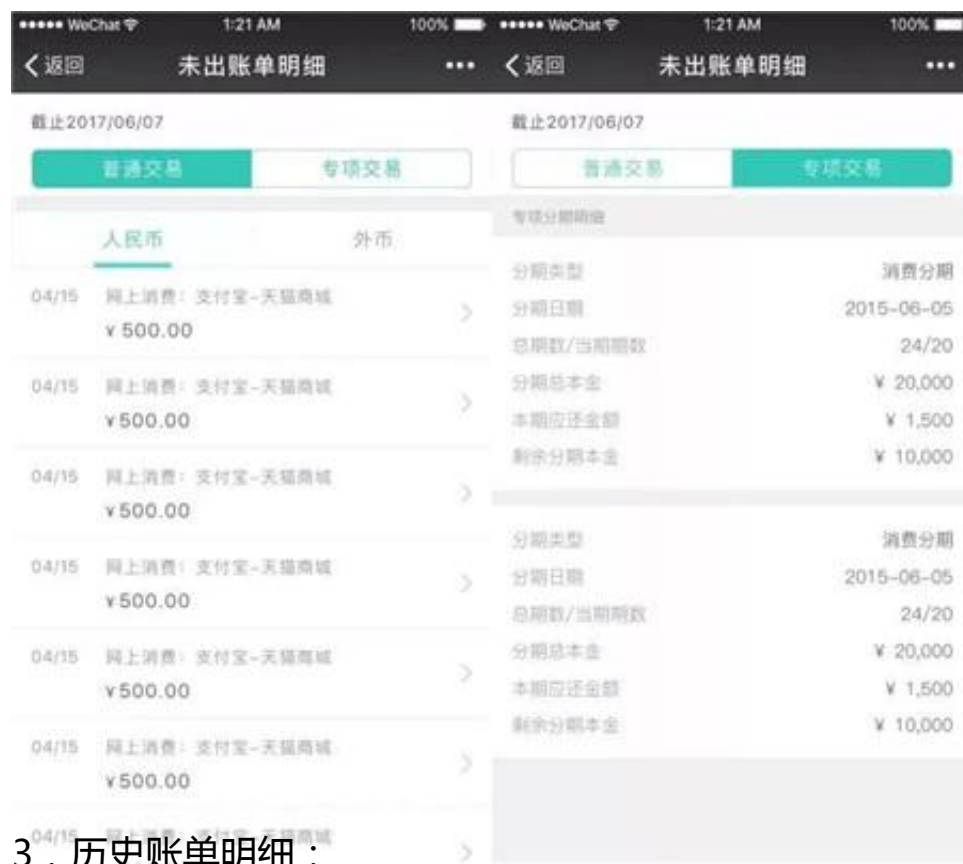 WeChat 1:21 AM 100%
返回 未出账单明细
截止2017/06/07
普通交易 专项交易
人民币 外币
04/15 网上消费：支付宝-天猫商城
¥ 500.00
04/15 网上消费：支付宝-天猫商城
¥500.00
04/15 网上消费：支付宝-天猫商城
¥500.00
04/15 网上消费：支付宝-天猫商城
¥500.00
04/15 网上消费：支付宝-天猫商城
¥500.00
04/15 网上消费：支付宝-天猫商城
¥500.00
04/15 网上消费：支付宝-天猫商城
WeChat 1:21 AM 100%
返回 未出账单明细
截止2017/06/07
普通交易 专项交易
专项分期明细
分期类型 消费分期
分期日期 2015-06-05
总期数/当期期数 24/20
分期总本金 ¥ 20,000
本期应还金额 ¥ 1,500
剩余分期本金 ¥ 10,000
分期类型 消费分期
分期日期 2015-06-05
总期数/当期期数 24/20
分期总本金 ¥ 20,000
本期应还金额 ¥ 1,500
剩余分期本金 ¥ 10,000
3．历史账单明细：